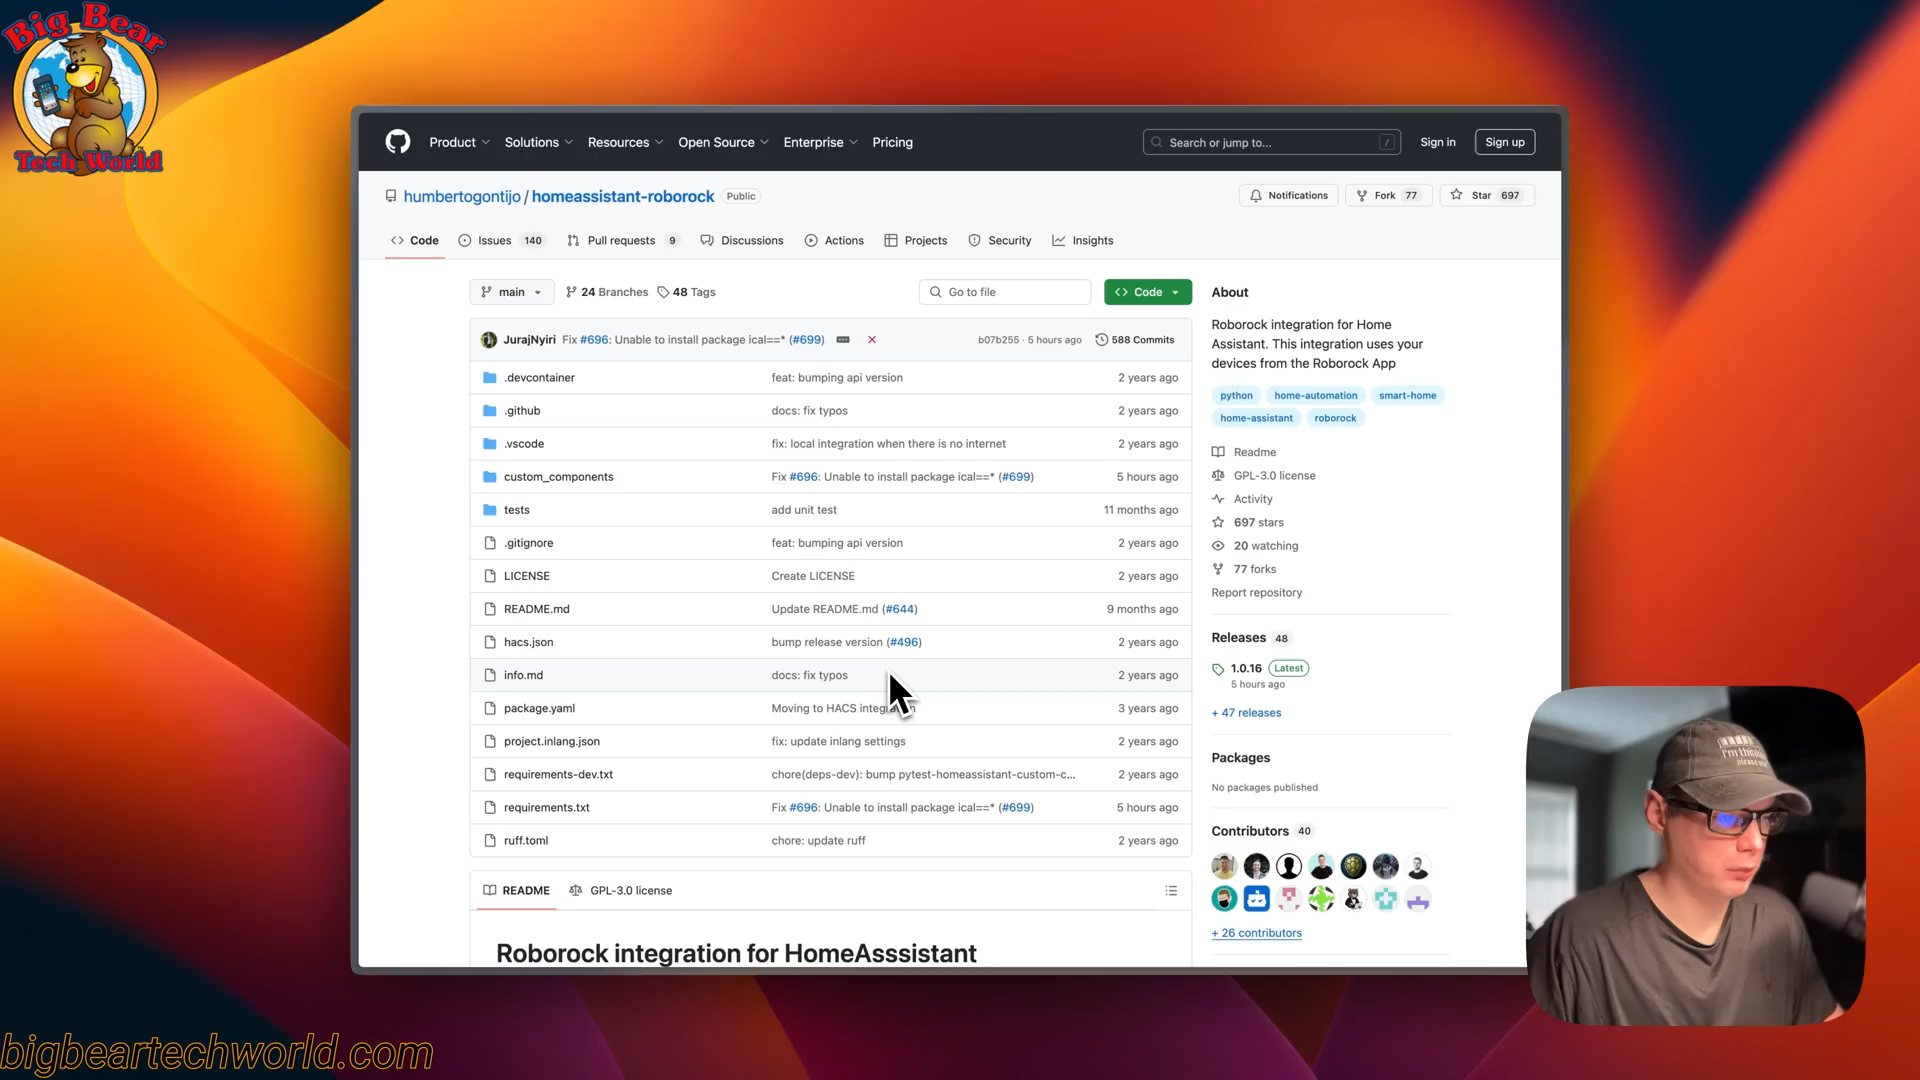 Big Bear
Tech World
Product
Solutions
Resources
Open Source
Enterprise
Pricing
Search or jump to...
/
Sign in
Sign up
humbertogontijo / homeassistant-roborock
Public
Notifications
Fork 77
Star 697
Code
Issues 140
Pull requests 9
Discussions
Actions
Projects
Security
Insights
main
24 Branches
48 Tags
Go to file
Code
JurajNyiri Fix #696: Unable to install package ical==* (#699)
b07b255 · 5 hours ago
588 Commits
.devcontainer feat: bumping api version 2 years ago
.github docs: fix typos 2 years ago
.vscode fix: local integration when there is no internet 2 years ago
custom_components Fix #696: Unable to install package ical==* (#699) 5 hours ago
tests add unit test 11 months ago
.gitignore feat: bumping api version 2 years ago
LICENSE Create LICENSE 2 years ago
README.md Update README.md (#644) 9 months ago
hacs.json bump release version (#496) 2 years ago
info.md docs: fix typos 2 years ago
package.yaml Moving to HACS 3 years ago
project.inlang.json fix: update inlang settings 2 years ago
requirements-dev.txt chore(deps-dev): bump pytest-homeassistant-custom-c... 2 years ago
requirements.txt Fix #696: Unable to install package ical==* (#699) 5 hours ago
ruff.toml chore: update ruff 2 years ago
README
GPL-3.0 license
Roborock integration for HomeAsssistant
About
Roborock integration for Home
Assistant. This integration uses your
devices from the Roborock App
python home-automation smart-home
home-assistant roborock
Readme
GPL-3.0 license
Activity
697 stars
20 watching
77 forks
Report repository
Releases 48
1.0.16 Latest
5 hours ago
+ 47 releases
Packages
No packages published
Contributors 40
+ 26 contributors
bigbeartechworld.com